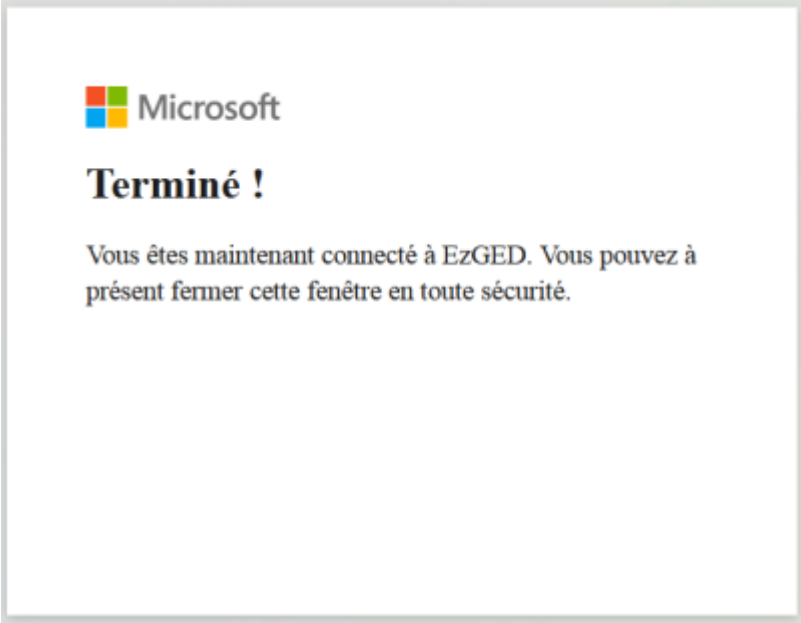 Microsoft
Terminé !
Vous êtes maintenant connecté à EzGED. Vous pouvez à
présent fermer cette fenêtre en toute sécurité.